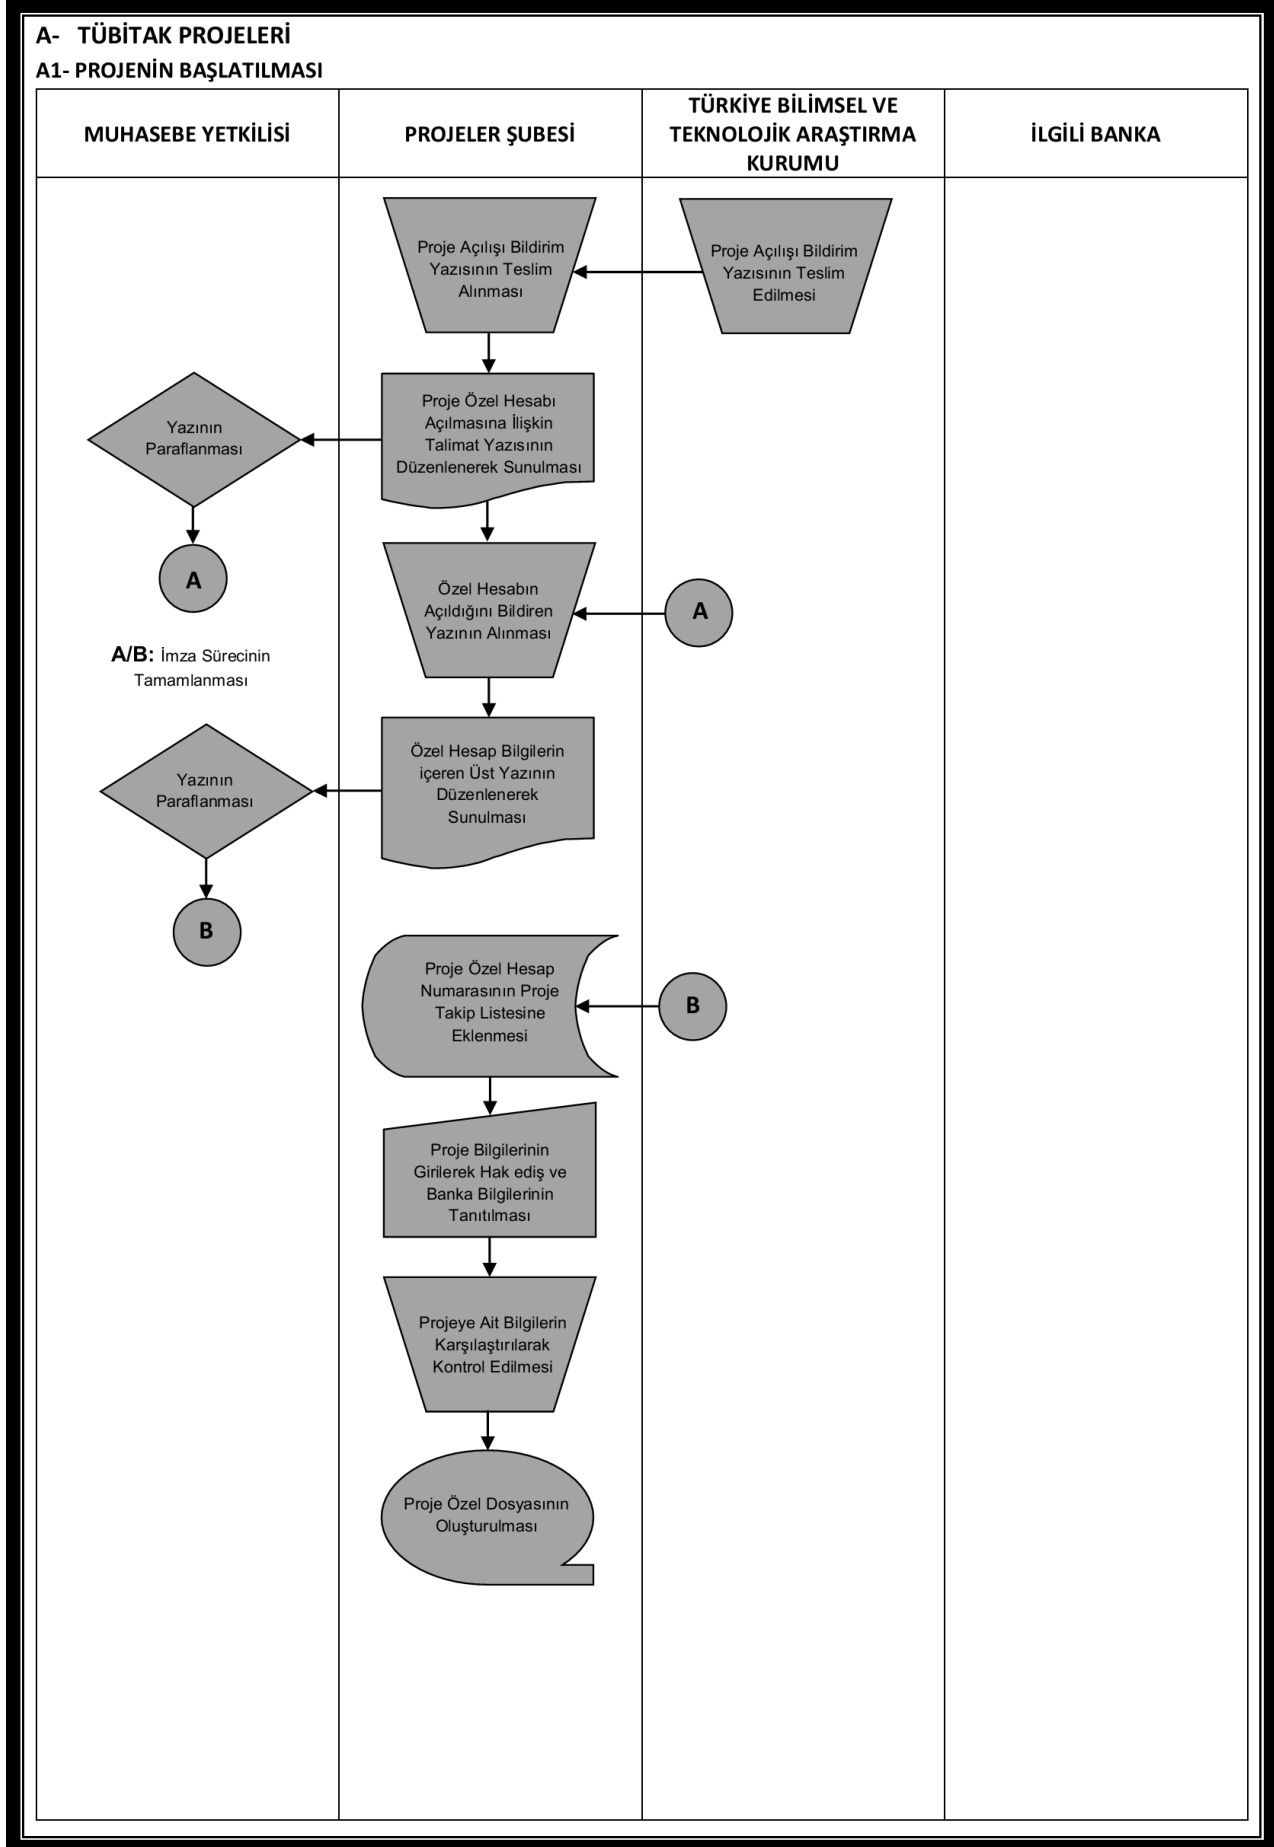 A- TÜBİTAK PROJELERİ
A1- PROJENİN BAŞLATILMASI
MUHASEBE YETKİLİSİ
PROJELER ŞUBESİ
TÜRKİYE BİLİMSEL VE
TEKNOLOJİK ARAŞTIRMA
KURUMU
İLGİLİ BANKA
Proje Açılışı Bildirim
Yazısının Teslim
Alınması
Proje Açılışı Bildirim
Yazısının Teslim
Edilmesi
Proje Özel Hesabı
Açılmasına İlişkin
Talimat Yazısının
Düzenlenerek Sunulması
Yazının
Paraflanması
A
Özel Hesabın
Açıldığını Bildiren
Yazının Alınması
A
A/B: İmza Sürecinin
Tamamlanması
Özel Hesap Bilgilerin
içeren Üst Yazının
Düzenlenerek
Sunulması
Yazının
Paraflanması
B
Proje Özel Hesap
Numarasının Proje
Takip Listesine
Eklenmesi
B
Proje Bilgilerinin
Girilerek Hak ediş ve
Banka Bilgilerinin
Tanıtılması
Projeye Ait Bilgilerin
Karşılaştırılarak
Kontrol Edilmesi
Proje Özel Dosyasının
Oluşturulması